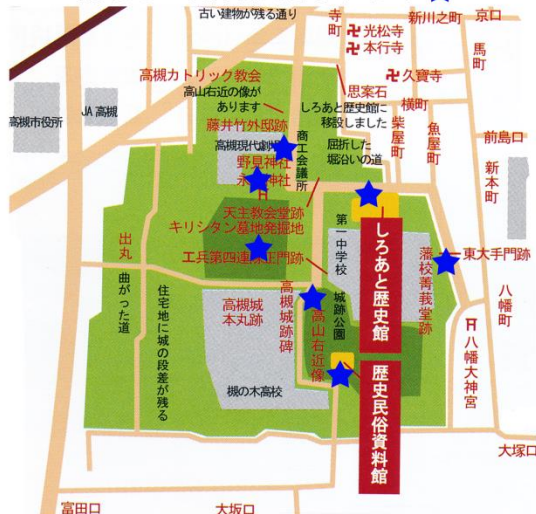 古い建物が残る通り
寺町
卍光松寺
卍本行寺
新川之町
京口
馬町
高槻カトリック教会
高山右近の像が
あります
思案石
しろあと歴史館に
移設しました
卍久寳寺
横町
JA高槻
高槻市役所
藤井竹外邸跡
高槻現代劇場
商工会議所
屈折した
堀沿いの道
柴屋町
魚屋町
前島口
新本町
野見神社
神社
天主教会堂跡
キリシタン墓地発掘地
工兵第四連
正門跡
第一中学校
しろあと歴史館
藩校菁莪堂跡
東大手門跡
出丸
曲がった道
住宅地に城の段差が残る
高槻城
本丸跡
高槻城跡碑
城跡公園
高山右近像
八幡町
八幡大神宮
槻の木高校
歴史民俗資料館
大塚口
富田口
大坂口